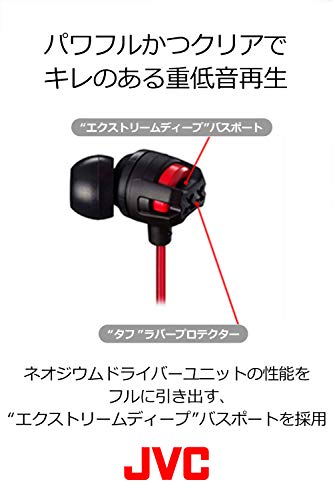 パワフルかつクリアで
キレのある重低音再生
“エクストリームディープ”バスポート
“タフ”ラバープロテクター
ネオジウムドライバーユニットの性能を
フルに引き出す、
“エクストリームディープ”バスポートを採用
JVC